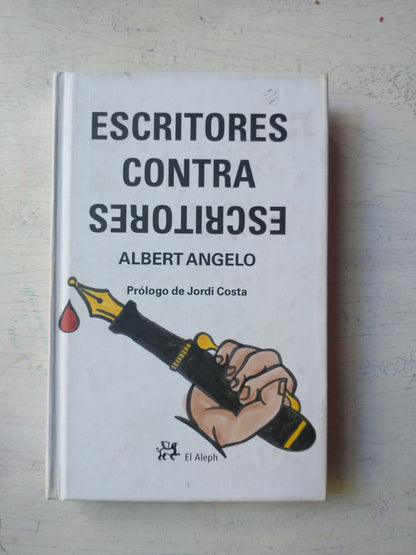 ESCRITORES
CONTRA
ESCRITORES
ALBERT ANGELO
Prólogo de Jordi Costa
El Aleph